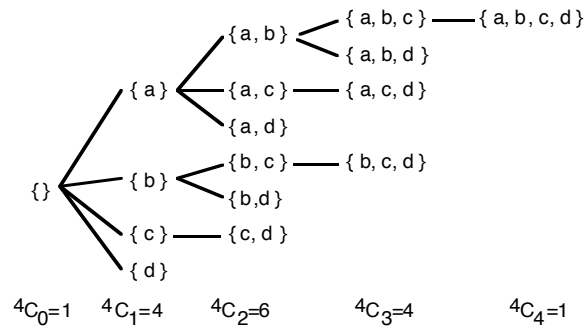 { a, b, c } { a, b, c, d }
{ a, b }
{ a, b, d }
{ a } { a, c } { a, c, d }
{ a, d }
{ b, c } { b, c, d }
{ b }
{} {b,d}
{ c } { c, d }
{ d }
⁴C₀=1 ⁴C₁=4 ⁴C₂=6 ⁴C₃=4 ⁴C₄=1